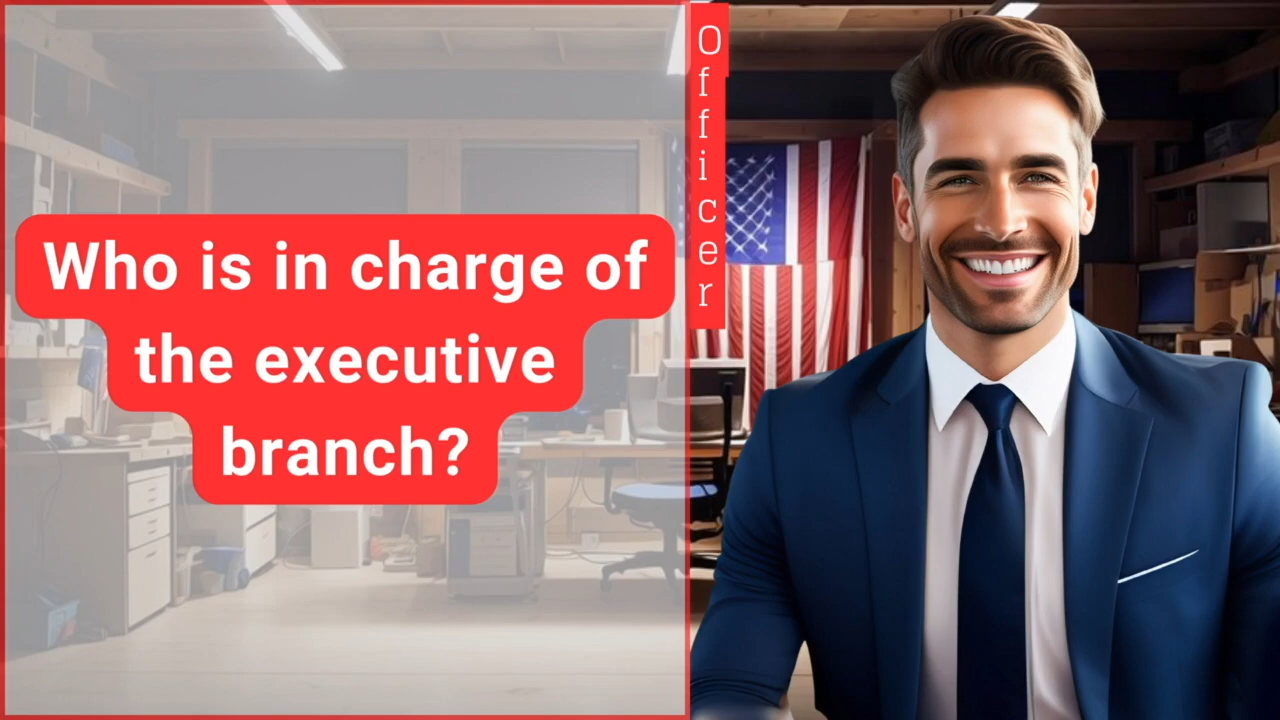 Who is in charge of
the executive
branch?
Officer